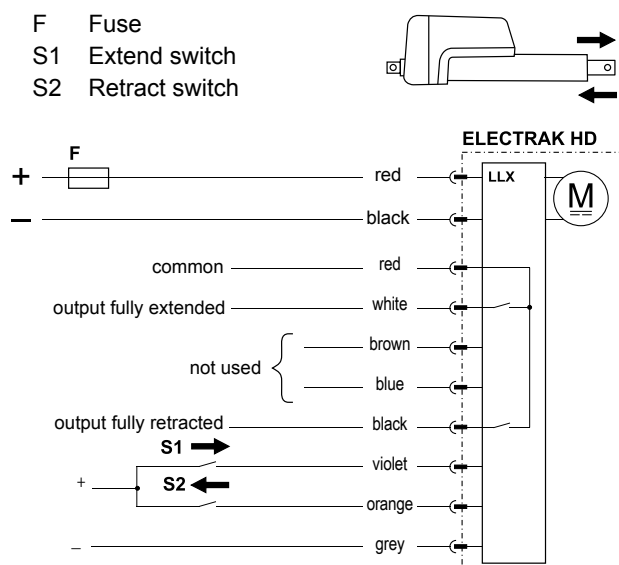 F Fuse
S1 Extend switch
S2 Retract switch
ELECTRAK HD
F
+ red LLX M
– black
common red
output fully extended white
not used
brown
blue
output fully retracted black
S1 violet
+ S2
orange
– grey